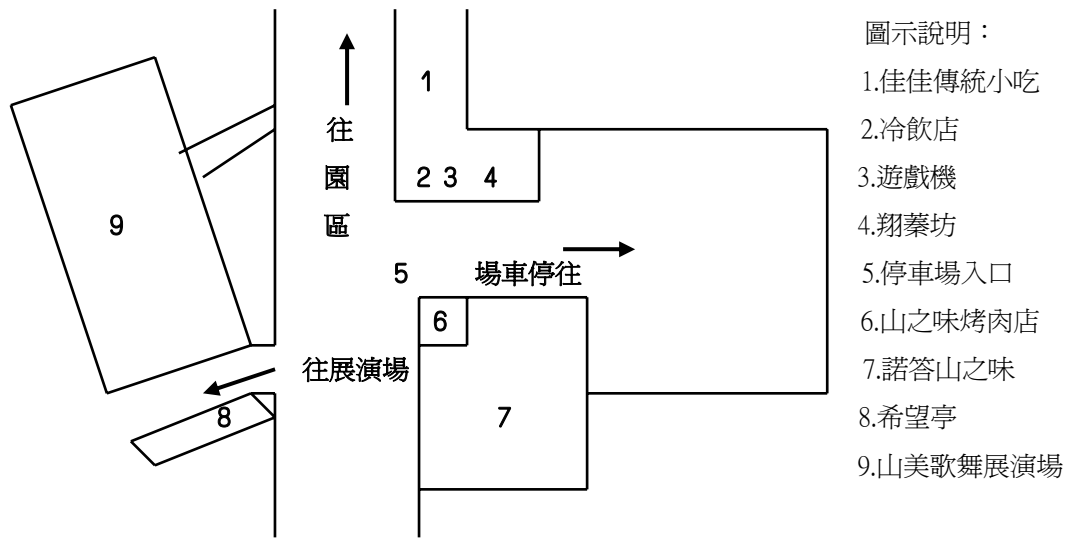 圖示說明：
1.佳佳傳統小吃
2.冷飲店
3.遊戲機
4.翔蓁坊
5.停車場入口
6.山之味烤肉店
7.諾答山之味
8.希望亭
9.山美歌舞展演場
1
往園區
2 3 4
9
5
場車停往
6
往展演場
8
7